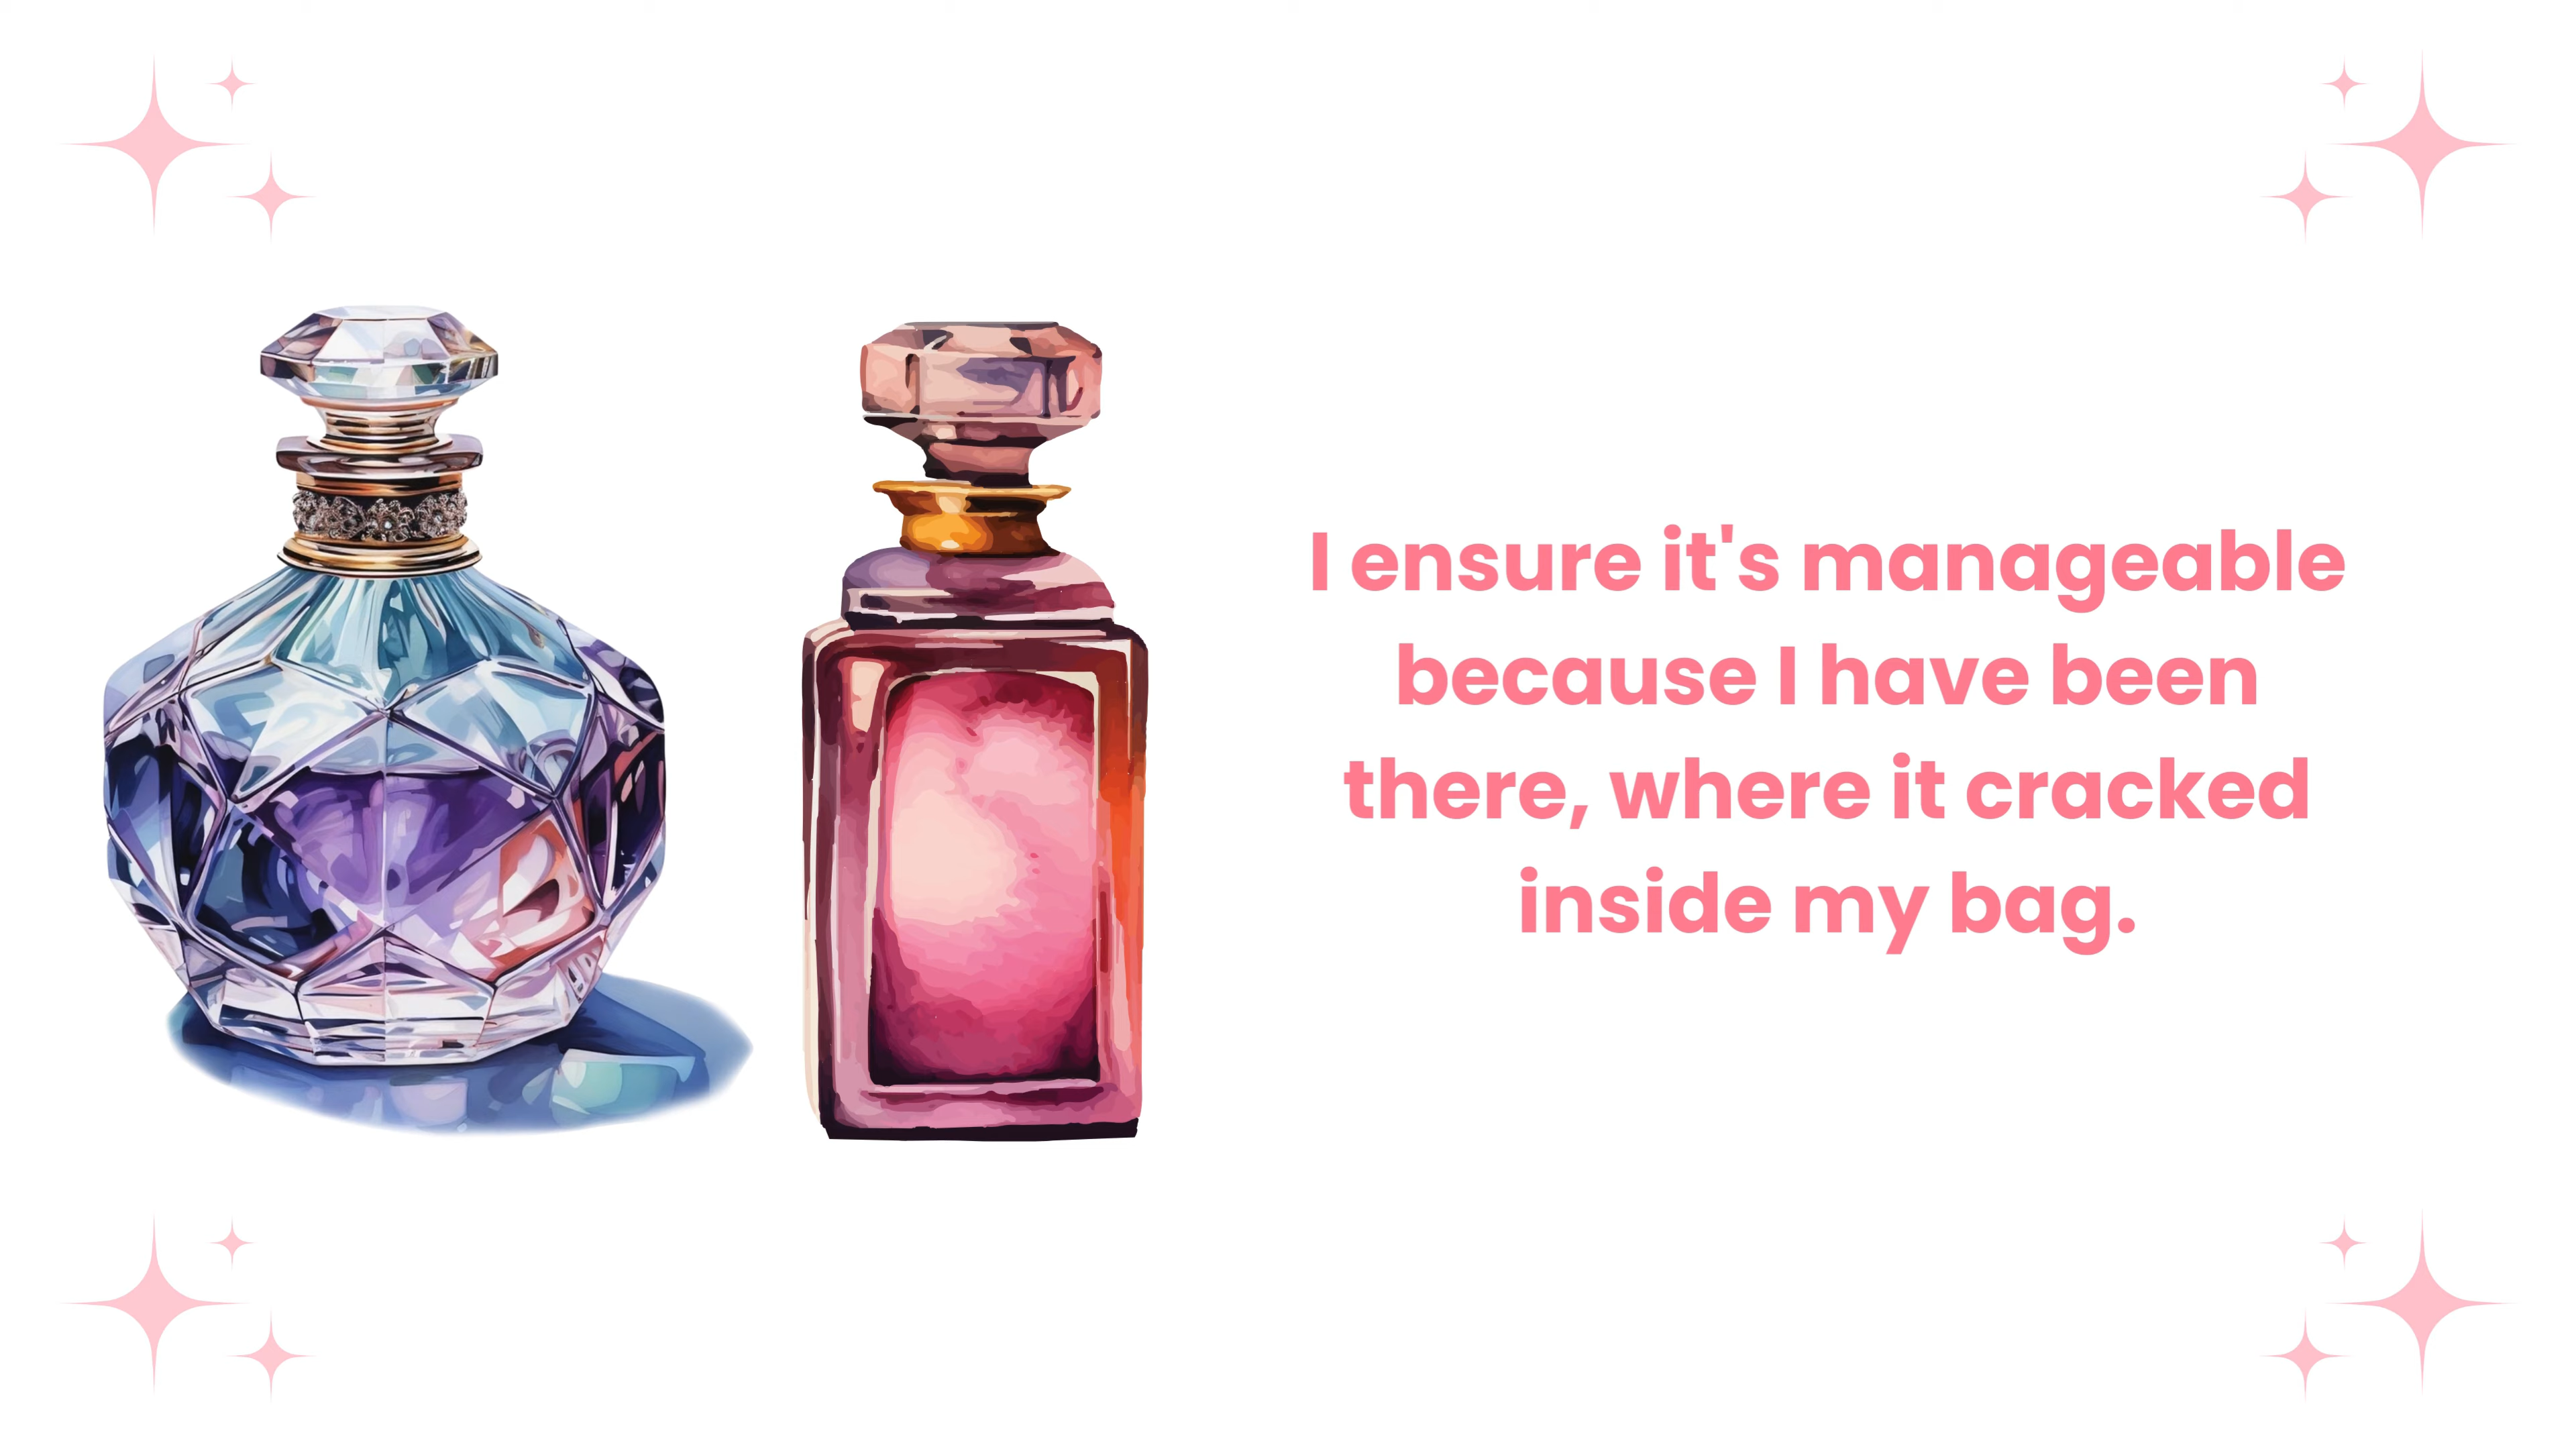 I ensure it's manageable
because I have been
there, where it cracked
inside my bag.